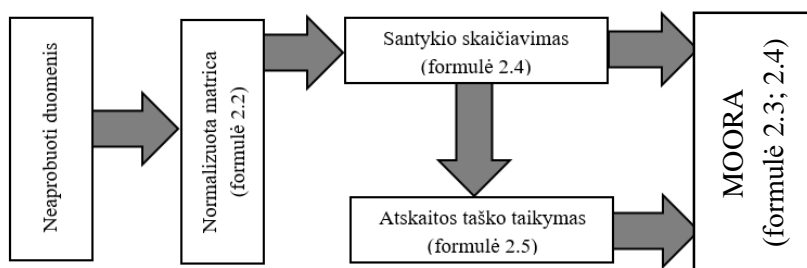 Neaprobuoti duomenis
Normalizuota matrica
(formulė 2.2)
Santykio skaičiavimas
(formulė 2.4)
Atskaitos taško taikymas
(formulė 2.5)
MOORA
(formulė 2.3; 2.4)